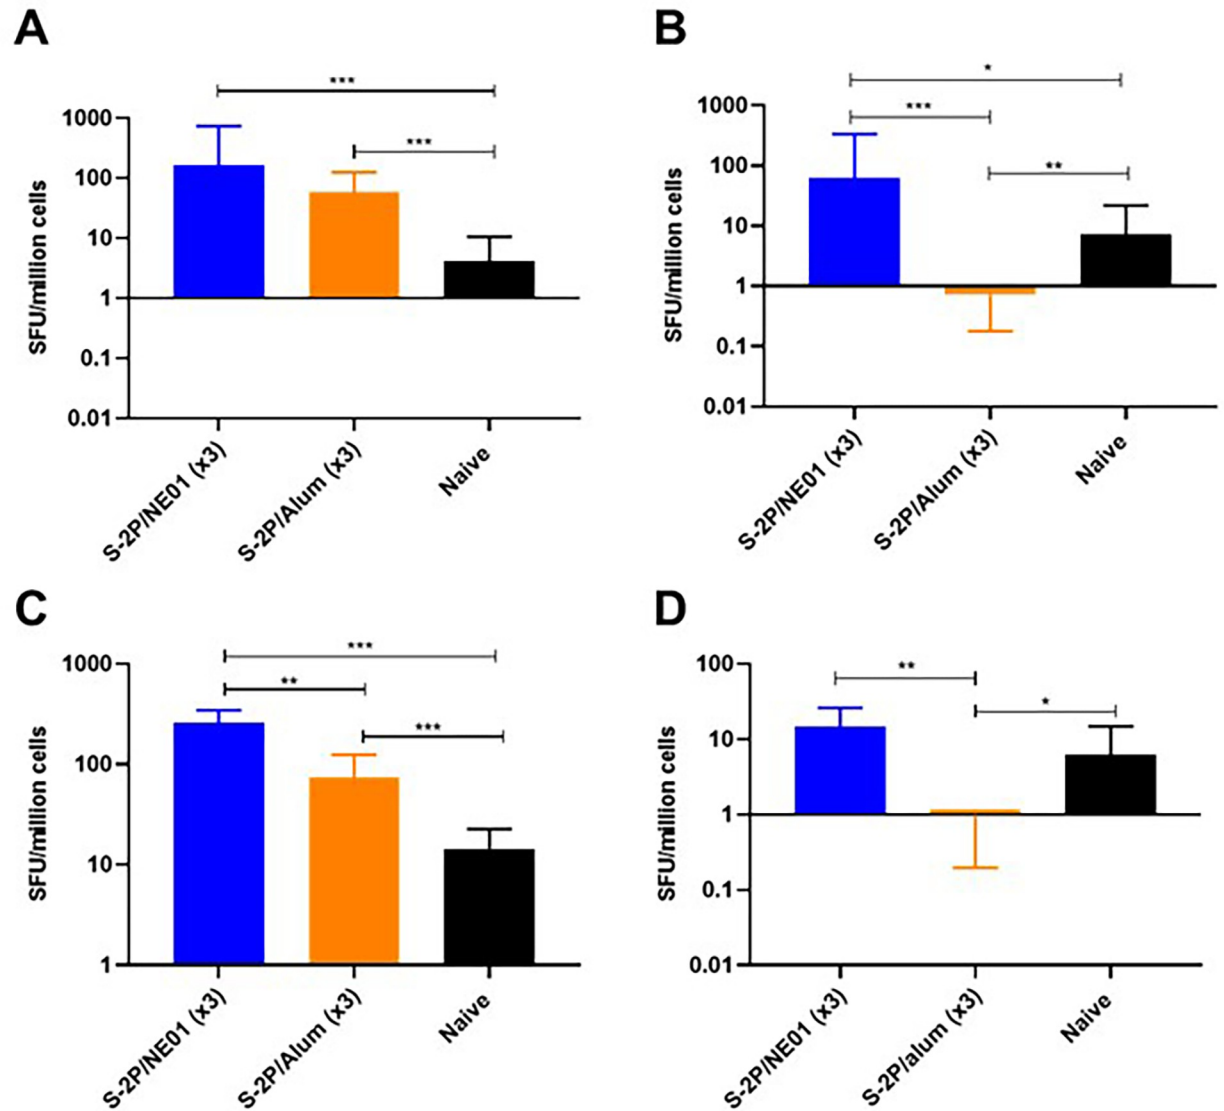 A
SFU/million cells
1000
100
10
1
0.1
0.01
***
***
S-2P/NE01 (x3)
S-2P/Alum (x3)
Naive
B
SFU/million cells
1000
100
10
1
0.1
0.01
*
***
**
S-2P/NE01 (x3)
S-2P/Alum (x3)
Naive
C
SFU/million cells
1000
100
10
1
***
**
***
S-2P/NE01 (x3)
S-2P/Alum (x3)
Naive
D
SFU/million cells
100
10
1
0.1
0.01
**
*
S-2P/NE01 (x3)
S-2P/alum (x3)
Naive